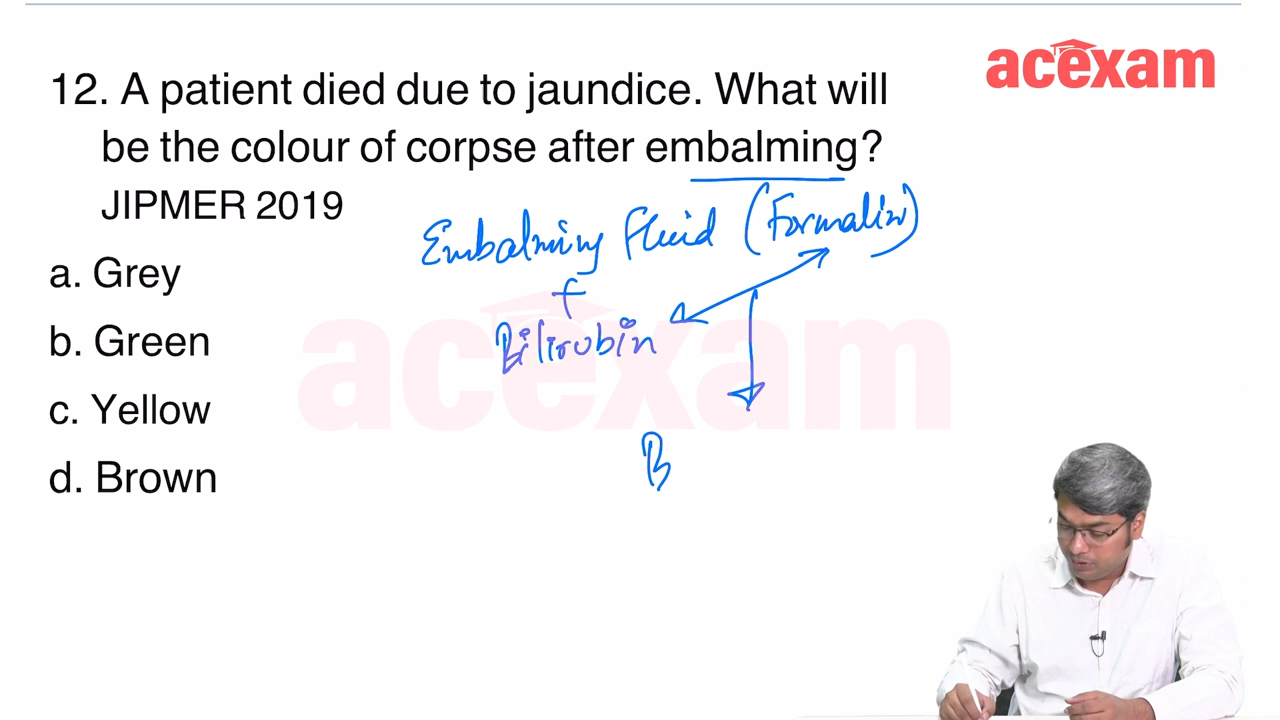 acexam
12. A patient died due to jaundice. What will
be the colour of corpse after embalming?
JIPMER 2019
Embalming Fluid (Formalin)
a. Grey
+
b. Green
Bilirubin
acexam
c. Yellow
B
d. Brown